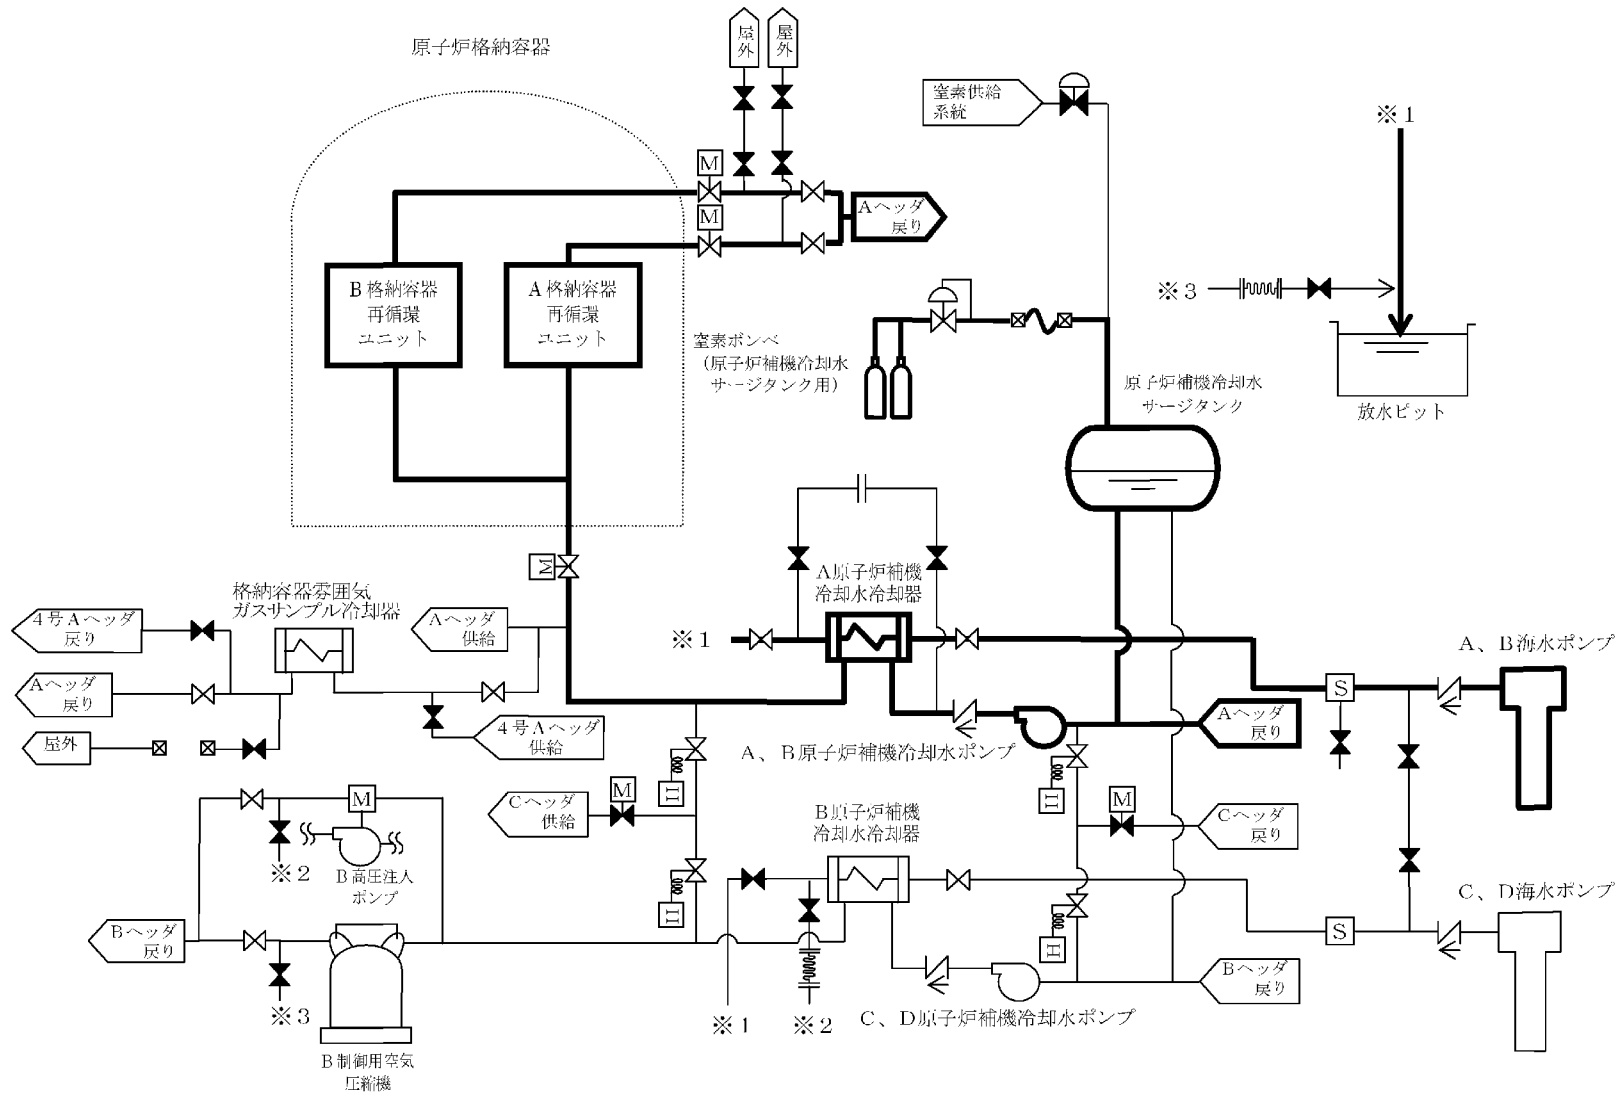 原子炉格納容器
屋外
屋外
窒素供給
系統
※1
M
M
Aヘッダ
戻り
B格納容器
再循環
ユニット
A格納容器
再循環
ユニット
※3
窒素ボンベ
（原子炉補機冷却水
サージタンク用）
原子炉補機冷却水
サージタンク
放水ピット
M
A原子炉補機
冷却水冷却器
格納容器雰囲気
ガスサンプル冷却器
4号Aヘッダ
戻り
Aヘッダ
供給
※1
A、B海水ポンプ
Aヘッダ
戻り
S
4号Aヘッダ
供給
Aヘッダ
戻り
屋外
A、B原子炉補機冷却水ポンプ
H
H
M
M
M
Cヘッダ
供給
B原子炉補機
冷却水冷却器
Cヘッダ
戻り
※2
B高圧注入
ポンプ
H
H
C、D海水ポンプ
S
Bヘッダ
戻り
Bヘッダ
戻り
※3
※1
※2
C、D原子炉補機冷却水ポンプ
B制御用空気
圧縮機